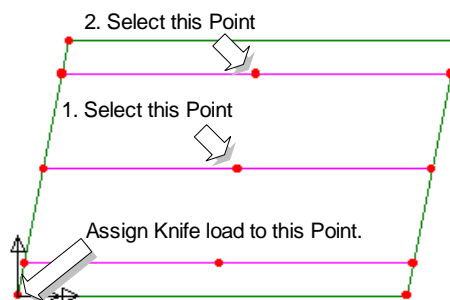 2. Select this Point
1. Select this Point
Assign Knife load to this Point.